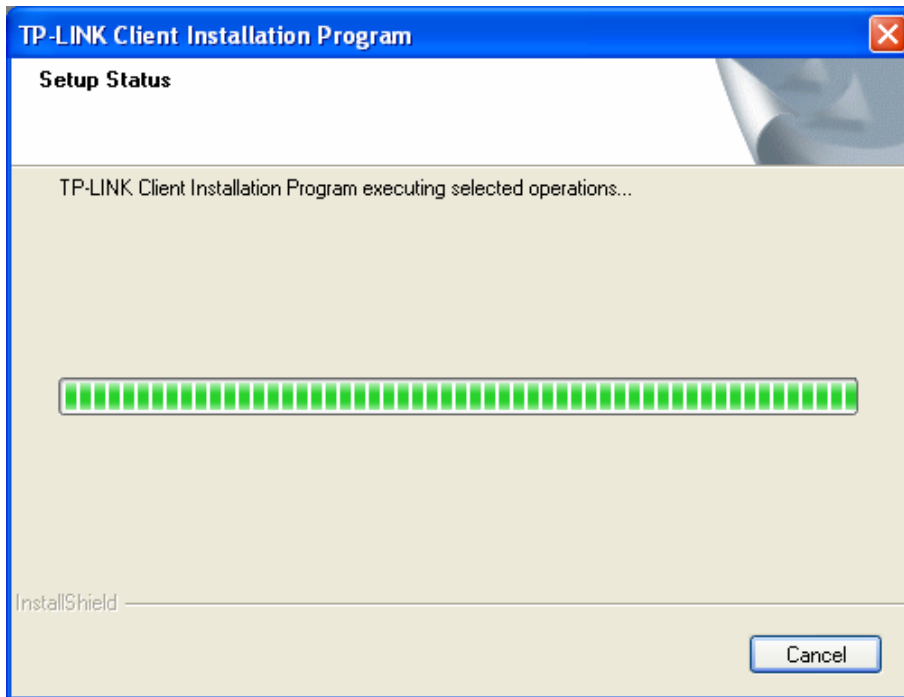 TP-LINK Client Installation Program
Setup Status
TP-LINK Client Installation Program executing selected operations...
InstallShield
Cancel